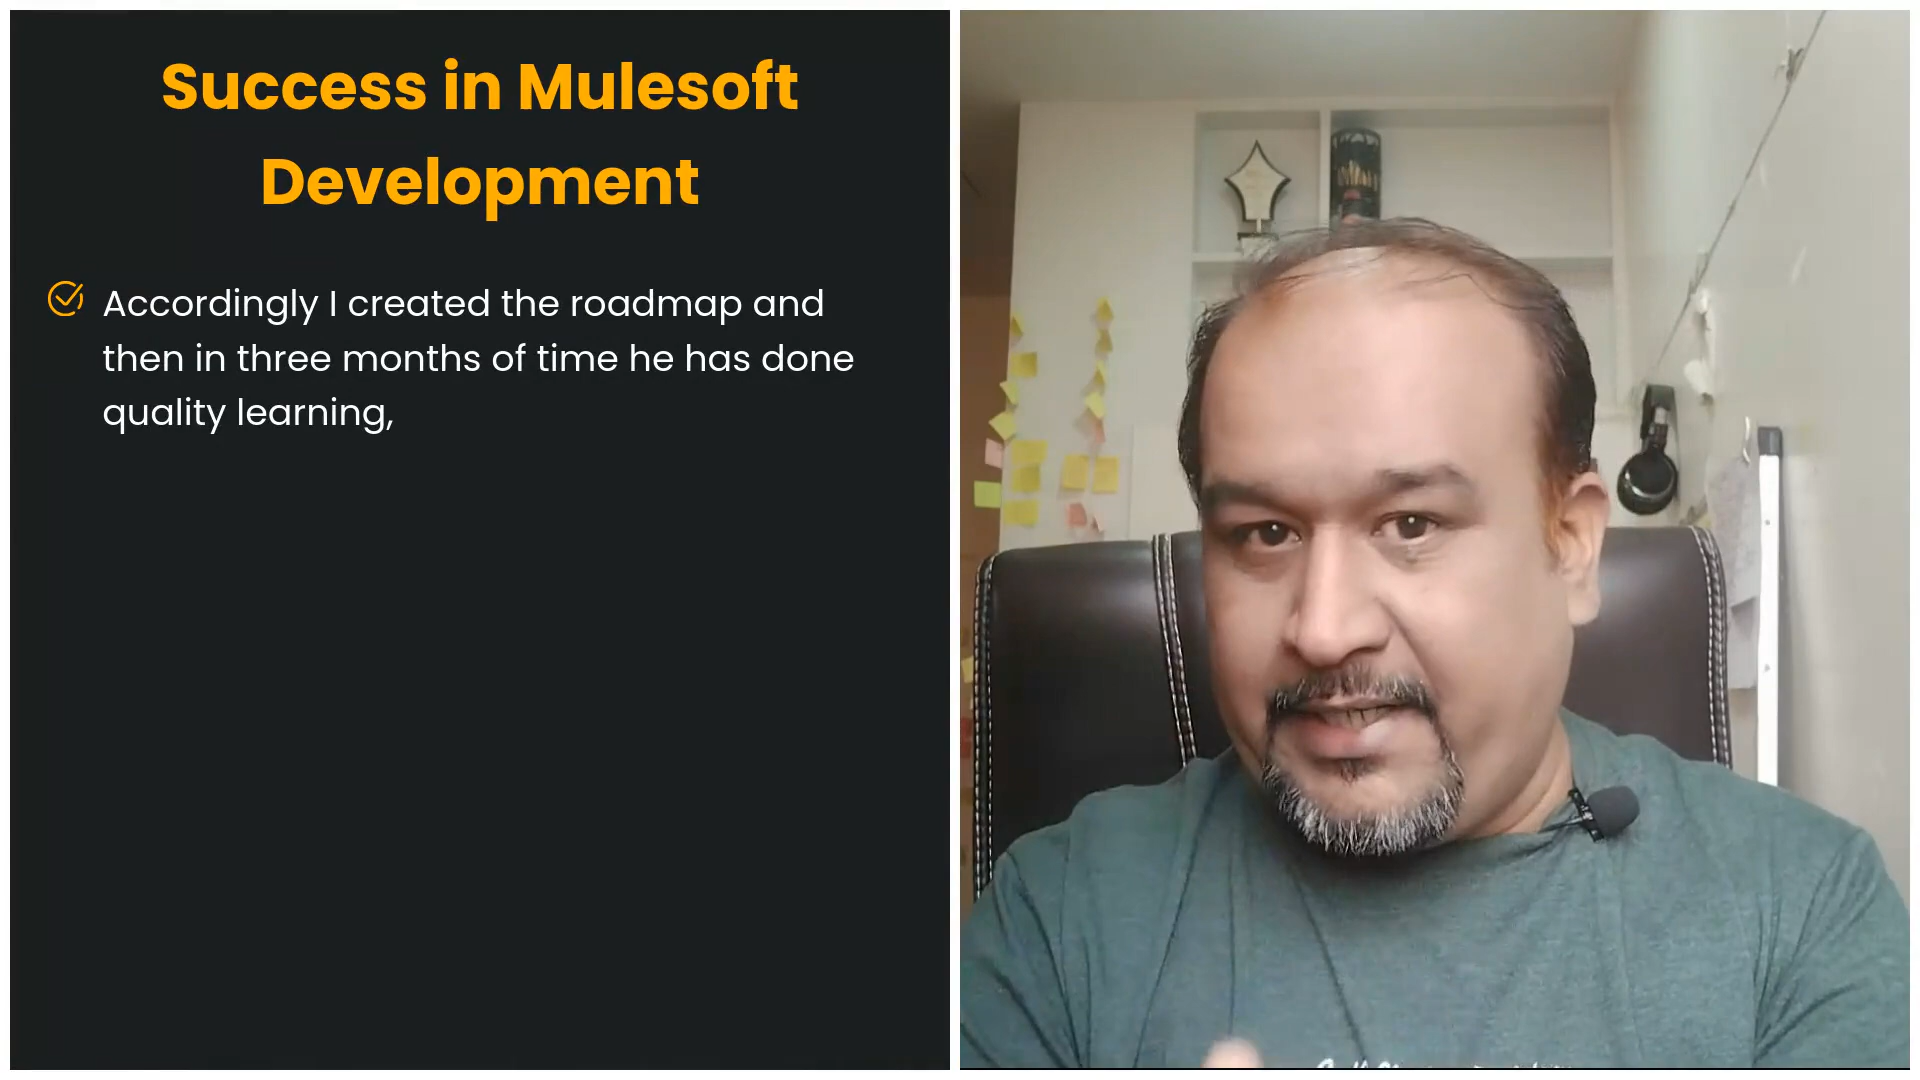 Success in Mulesoft
Development
Accordingly I created the roadmap and
then in three months of time he has done
quality learning,